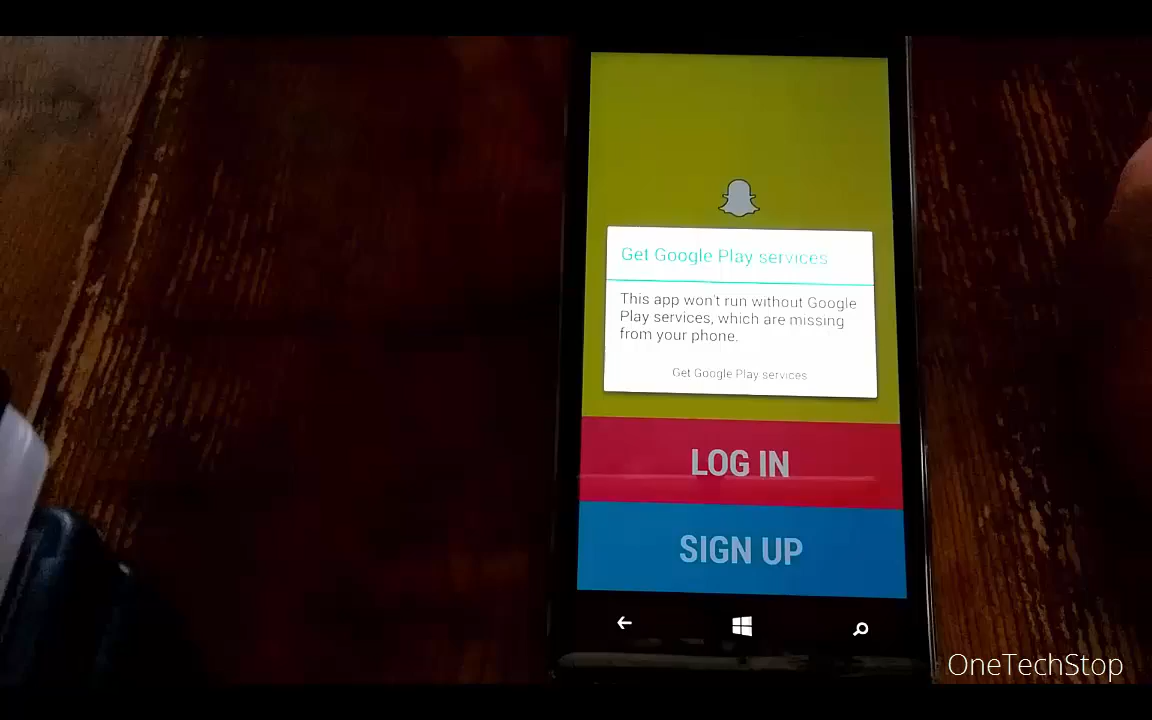 Get Google Play services
This app won't run without Google
Play services, which are missing
from your phone.
Get Google Play services
LOG IN
SIGN UP
OneTechStop